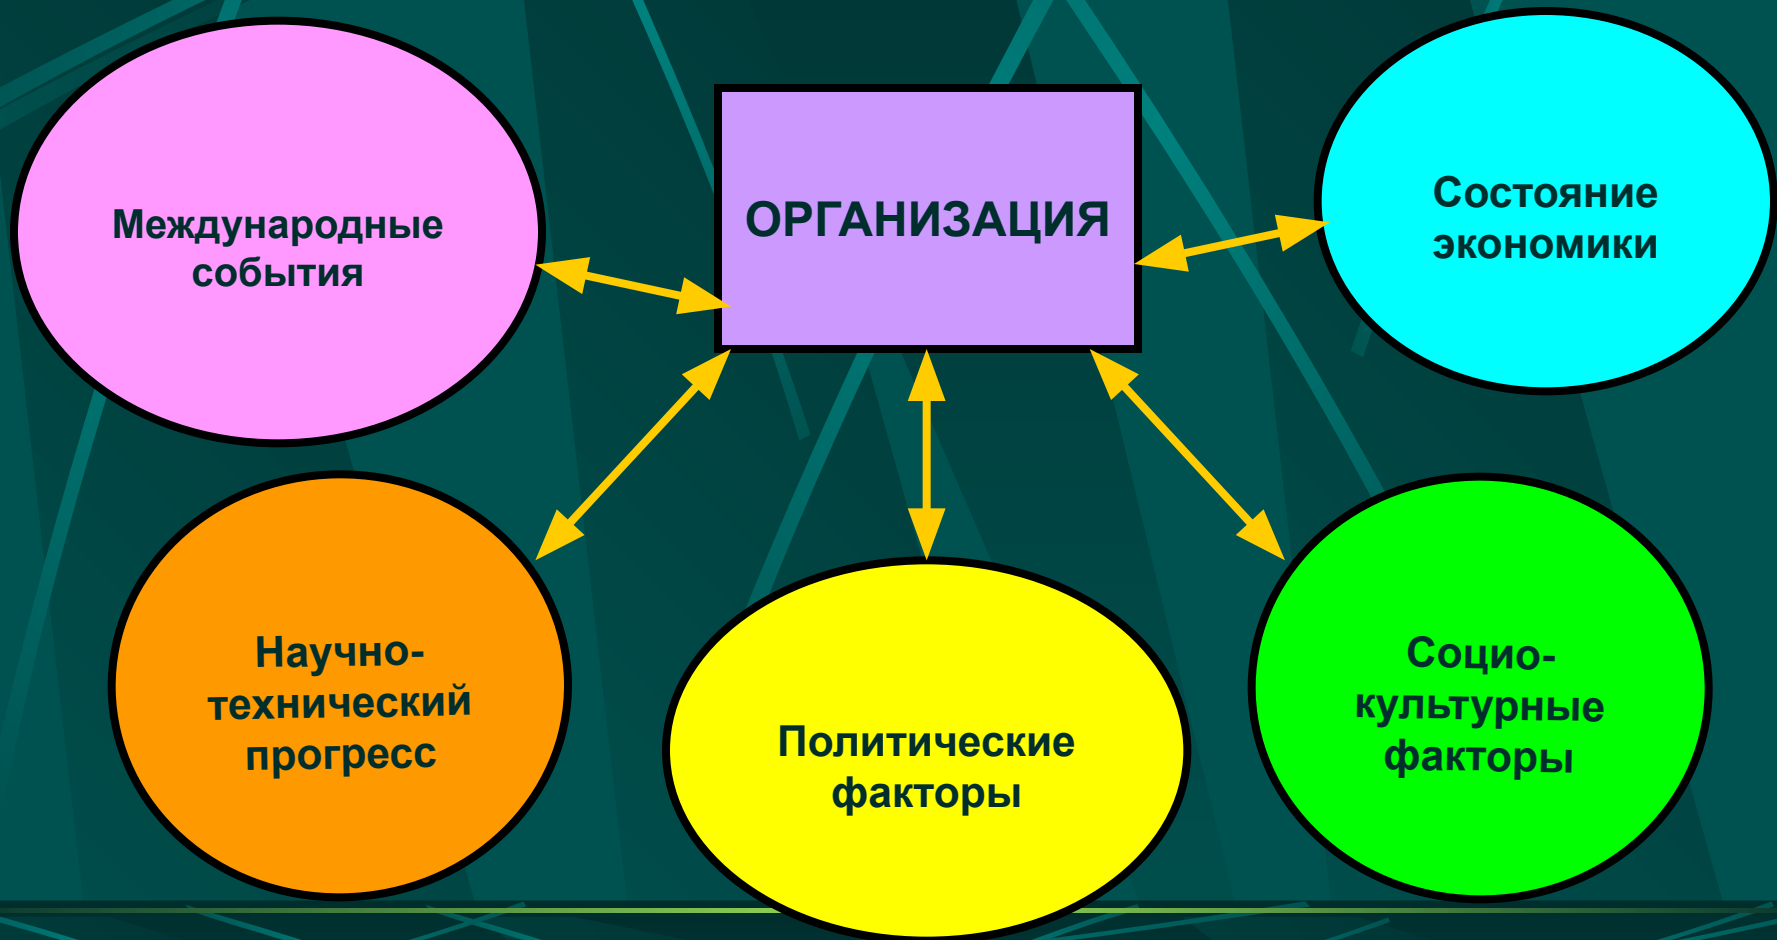 Международные
события
ОРГАНИЗАЦИЯ
Состояние
экономики
Научно-
технический
прогресс
Политические
факторы
Социо-
культурные
факторы